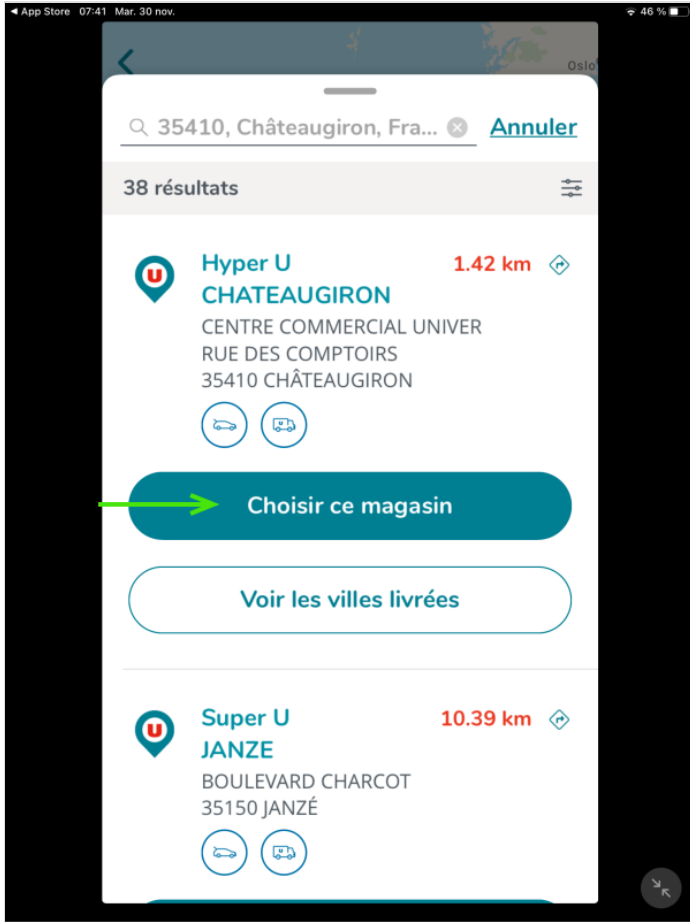 App Store 07:41 Mar. 30 nov. 46 %
Oslo
35410, Châteaugiron, Fra... Annuler
38 résultats
U Hyper U 1.42 km
CHATEAUGIRON
CENTRE COMMERCIAL UNIVER
RUE DES COMPTOIRS
35410 CHÂTEAUGIRON
U
Choisir ce magasin
Voir les villes livrées
U Super U 10.39 km
JANZE
BOULEVARD CHARCOT
35150 JANZÉ
U